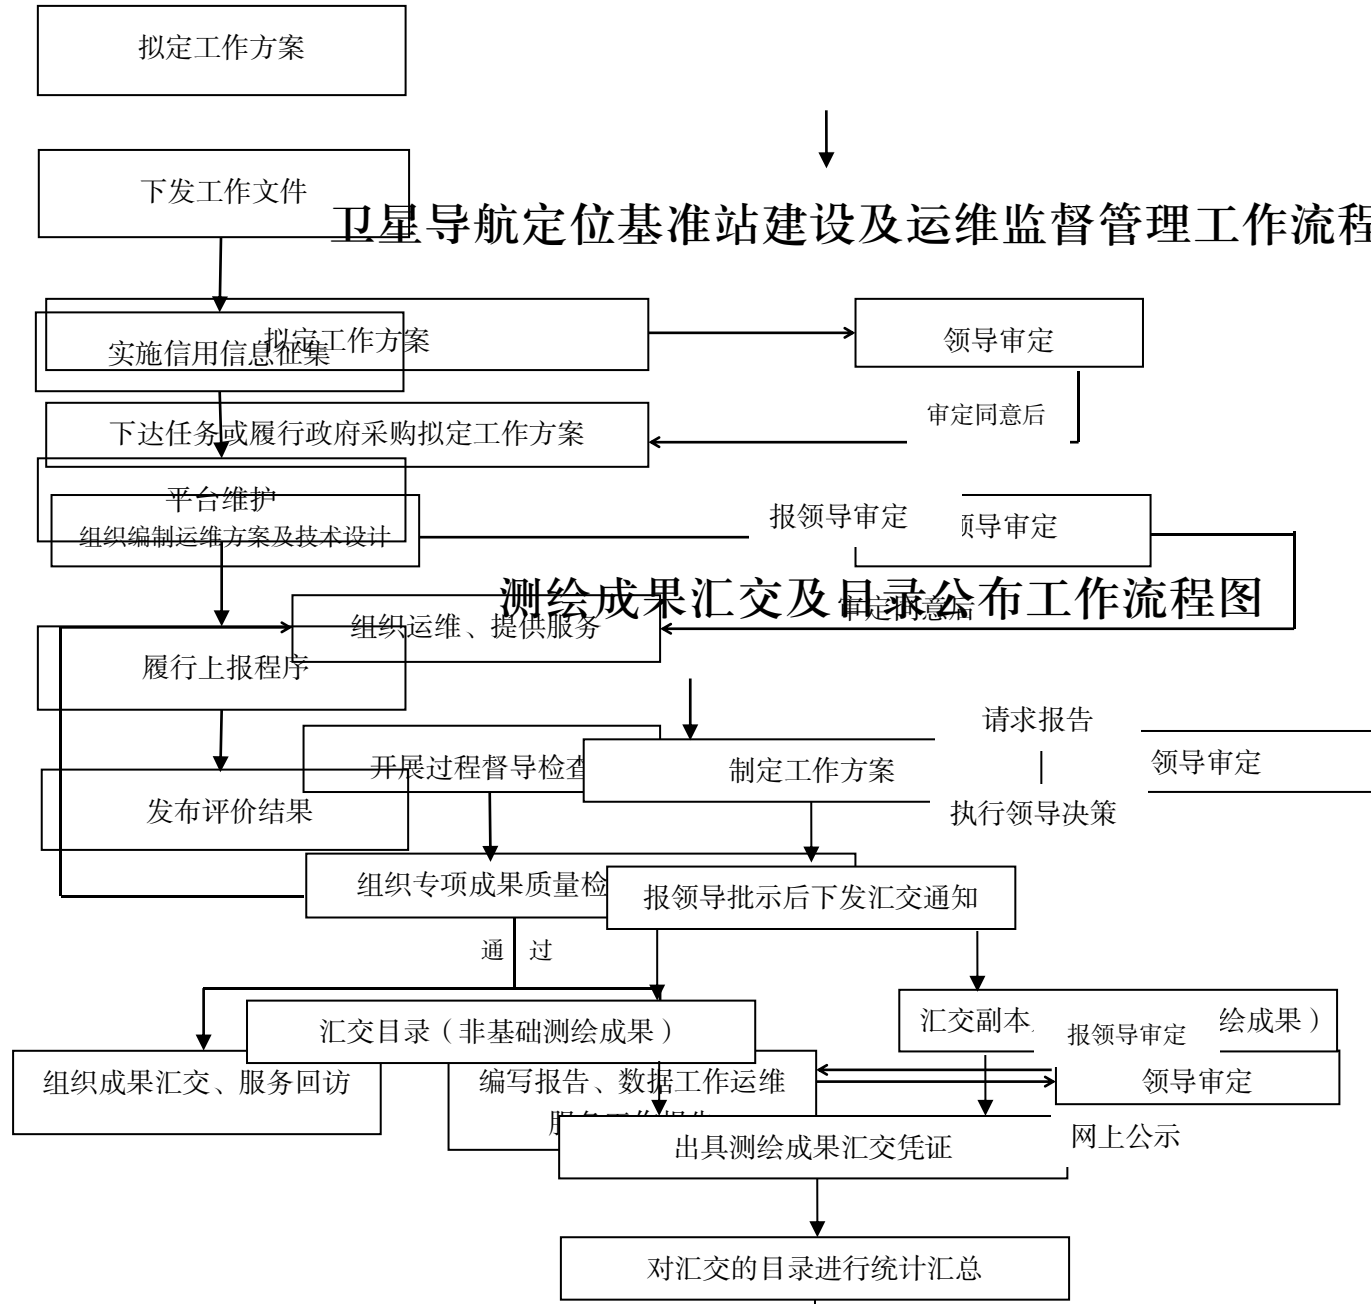 拟定工作方案
下发工作文件
卫星导航定位基准站建设及运维监督管理工作流程
拟定工作方案
领导审定
实施信用信息征集
审定同意后
下达任务或履行政府采购拟定工作方案
平台维护
报领导审定
领导审定
组织编制运维方案及技术设计
测绘成果汇交及目录公布工作流程图
审定同意后
组织运维、提供服务
履行上报程序
请求报告
开展过程督导检查
制定工作方案
领导审定
发布评价结果
执行领导决策
组织专项成果质量检
报领导批示后下发汇交通知
通 过
汇交目录（非基础测绘成果）
汇交副本
绘成果）
报领导审定
组织成果汇交、服务回访
编写报告、数据工作运维
领导审定
网上公示
出具测绘成果汇交凭证
对汇交的目录进行统计汇总